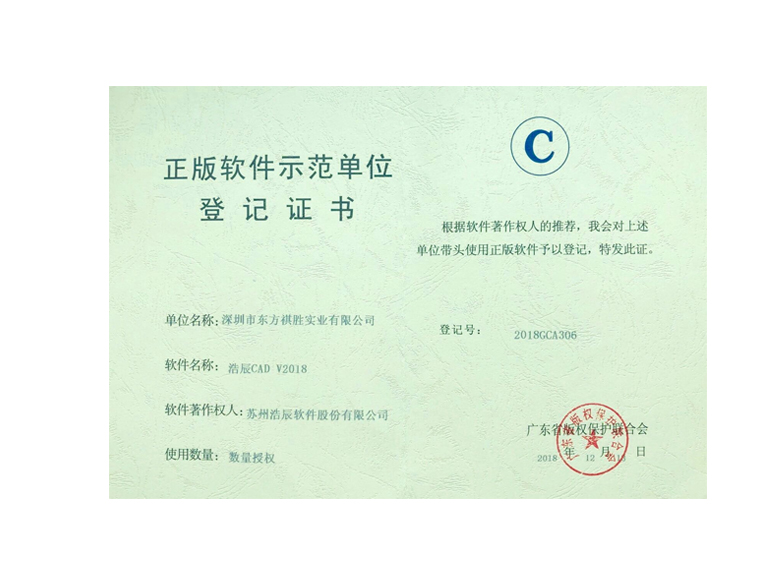 正版软件示范单位
登记证书
单位名称：深圳市东方祺胜实业有限公司
软件名称： 浩辰CAD V2018
软件著作权人：苏州浩辰软件股份有限公司
使用数量： 数量授权
C
根据软件著作权人的推荐，我会对上述
单位带头使用正版软件予以登记，特发此证。
登记号： 2018GCA306
广东省版权保护联合会
2018 年 12 月 日